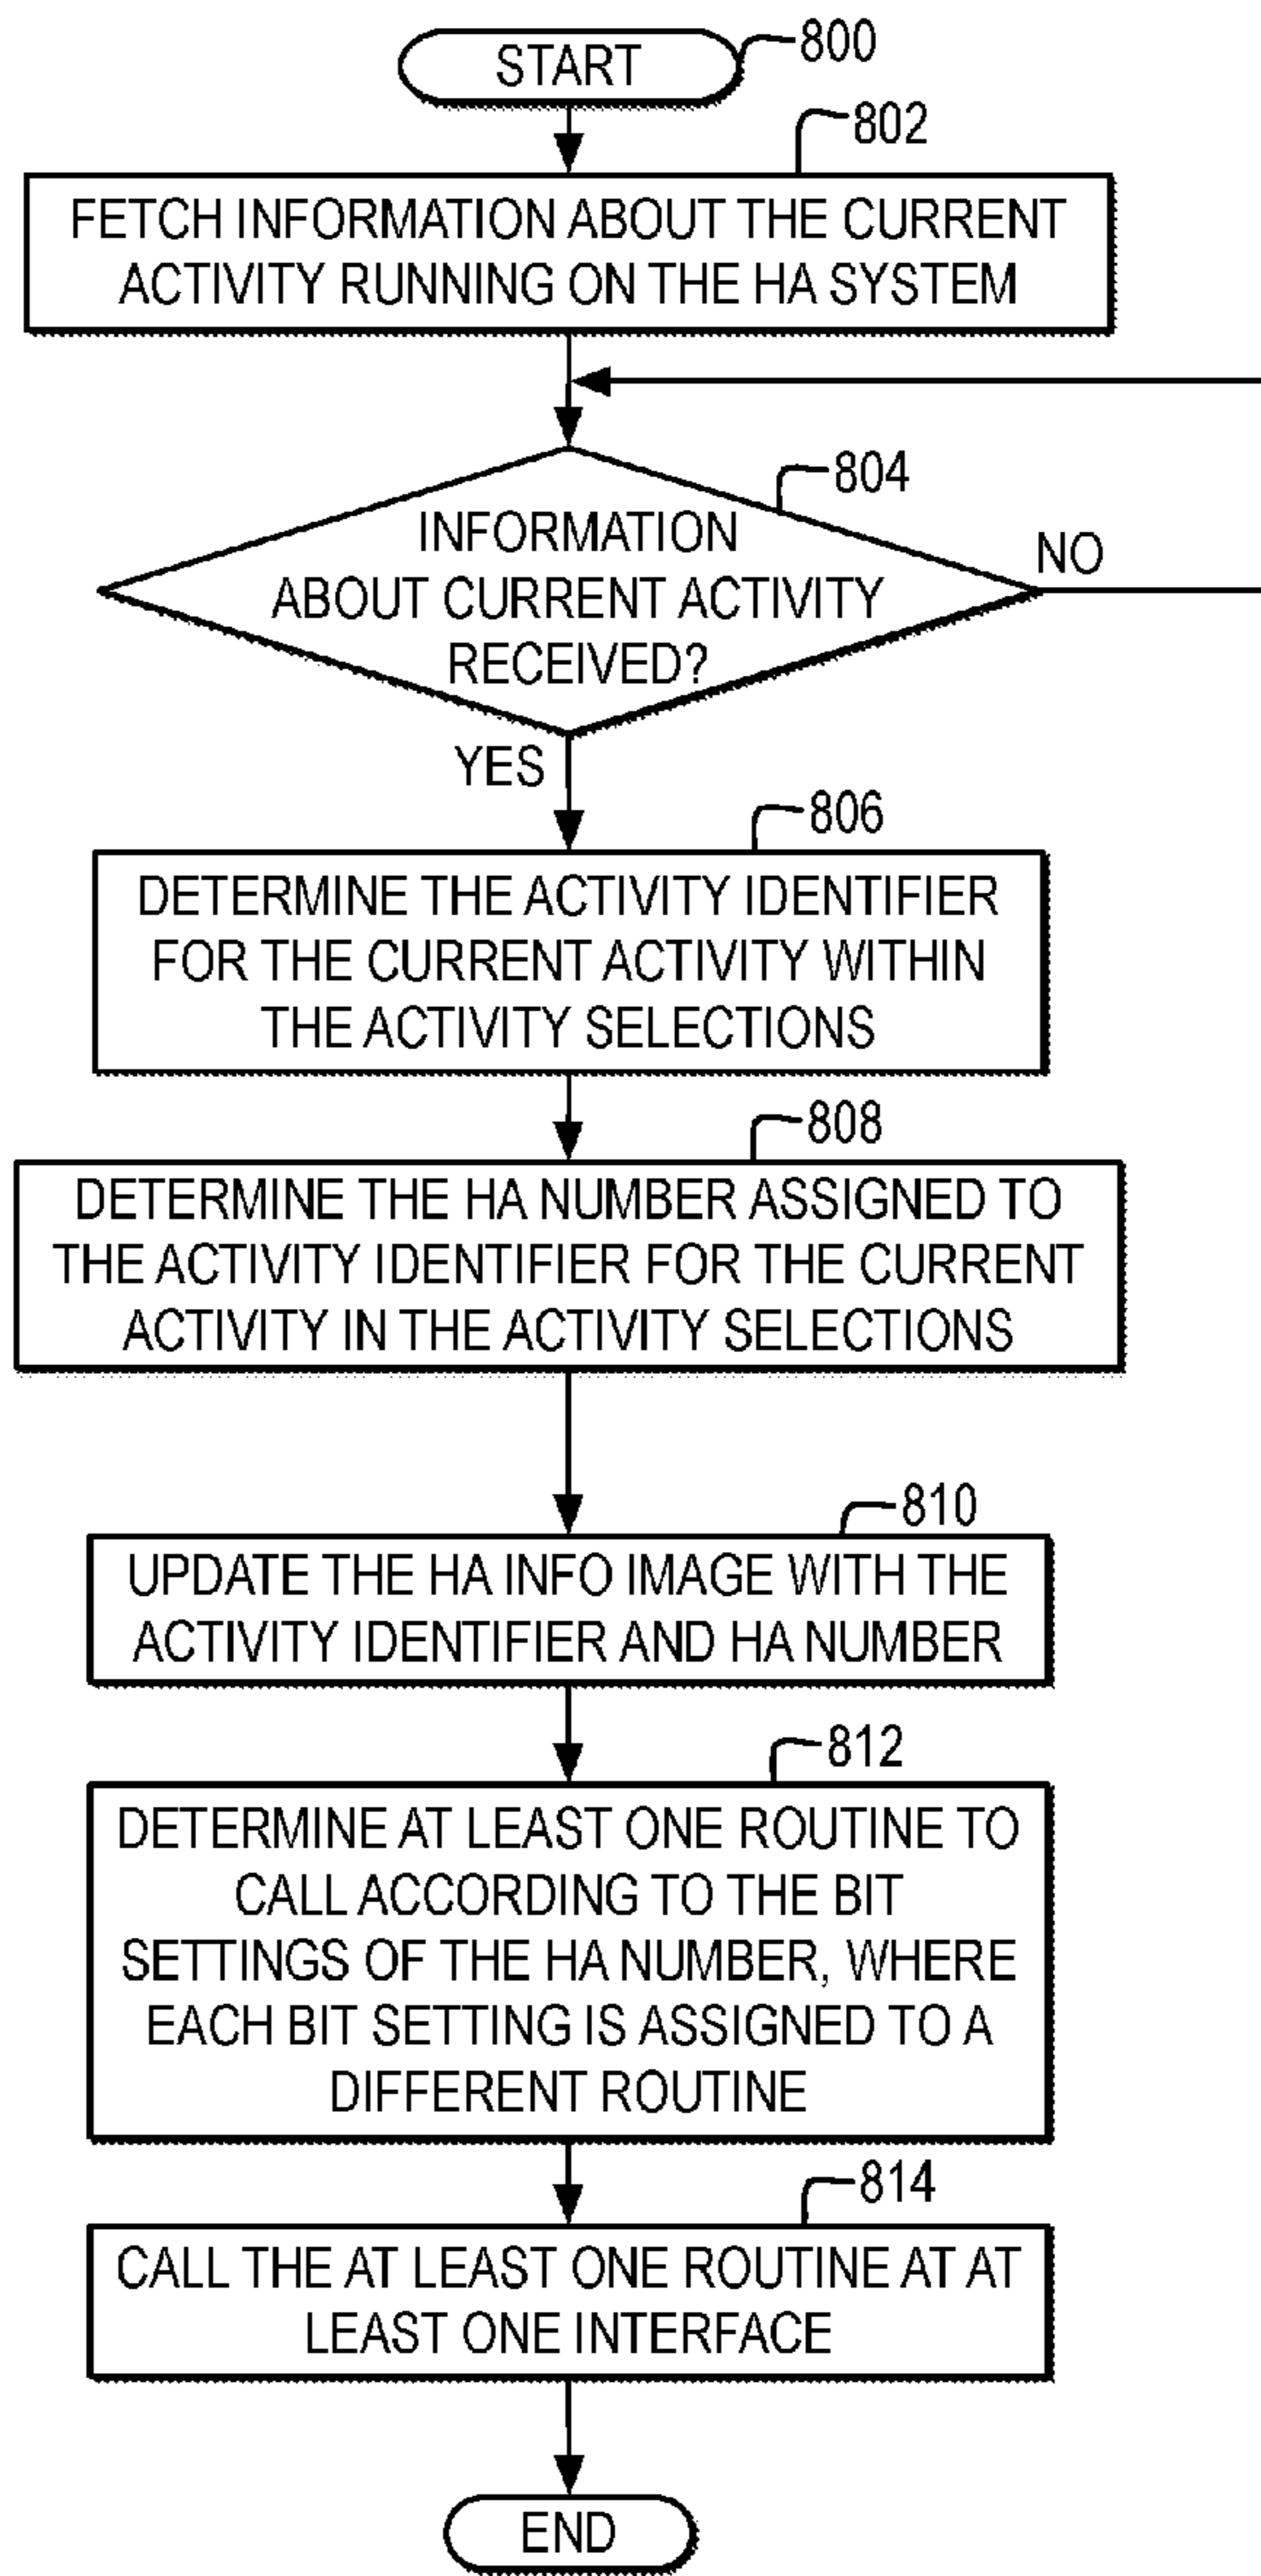 START
800
802
FETCH INFORMATION ABOUT THE CURRENT
ACTIVITY RUNNING ON THE HA SYSTEM
804
INFORMATION
ABOUT CURRENT ACTIVITY
RECEIVED?
NO
YES
806
DETERMINE THE ACTIVITY IDENTIFIER
FOR THE CURRENT ACTIVITY WITHIN
THE ACTIVITY SELECTIONS
808
DETERMINE THE HA NUMBER ASSIGNED TO
THE ACTIVITY IDENTIFIER FOR THE CURRENT
ACTIVITY IN THE ACTIVITY SELECTIONS
810
UPDATE THE HA INFO IMAGE WITH THE
ACTIVITY IDENTIFIER AND HA NUMBER
812
DETERMINE AT LEAST ONE ROUTINE TO
CALL ACCORDING TO THE BIT
SETTINGS OF THE HA NUMBER, WHERE
EACH BIT SETTING IS ASSIGNED TO A
DIFFERENT ROUTINE
814
CALL THE AT LEAST ONE ROUTINE AT AT
LEAST ONE INTERFACE
END